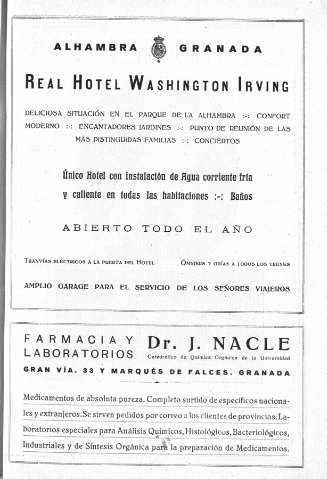 ALHAMBRA GRANADA
REAL HOTEL WASHINGTON IRVING
DELICIOSA SITUACIÓN EN EL PARQUE DE LA ALHAMBRA :-: CONFORT
MODERNO :-: ENCANTADORES JARDINES :-: PUNTO DE REUNIÓN DE LAS
MÁS DISTINGUIDAS FAMILIAS :-: CONCIERTOS
Único Hotel con instalación de Agua corriente fría
y caliente en todas las habitaciones :-: Baños
ABIERTO TODO EL AÑO
TRANVÍAS ELÉCTRICOS A LA PUERTA DEL HOTEL ÓMNIBUS Y GUÍAS A TODOS LOS TRENES
AMPLIO GARAGE PARA EL SERVICIO DE LOS SEÑORES VIAJEROS
FARMACIA Y
LABORATORIOS
Dr. J. NACLE
Catedrático de Química Orgánica de la Universidad
GRAN VÍA, 33 Y MARQUÉS DE FALCES. GRANADA
Medicamentos de absoluta pureza. Completo surtido de específicos naciona-
les y extranjeros. Se sirven pedidos por correo a los clientes de provincias. La-
boratorios especiales para Análisis Químicos, Histológicos, Bacteriológicos,
Industriales y de Síntesis Orgánica para la preparación de Medicamentos.